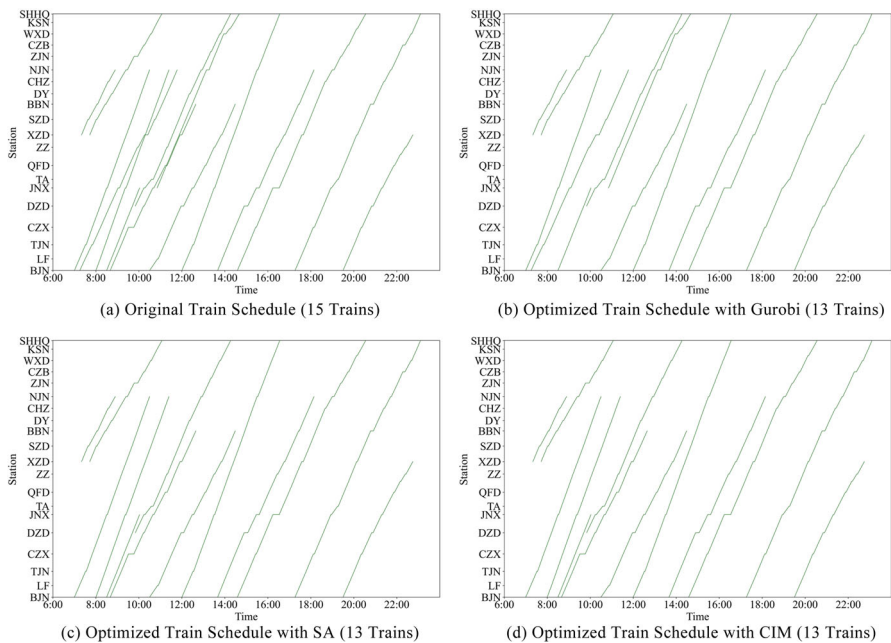 SHHQ
KSN
WXD
CZB
ZJN
NJN
CHZ
DY
BBN
SZD
XZD
ZZ
QFD
TA
JNX
DZD
CZX
TJN
LF
BJN
Station
6:00 8:00 10:00 12:00 14:00 16:00 18:00 20:00 22:00
Time
(a) Original Train Schedule (15 Trains)
SHHQ
KSN
WXD
CZB
ZJN
NJN
CHZ
DY
BBN
SZD
XZD
ZZ
QFD
TA
JNX
DZD
CZX
TJN
LF
BJN
Station
6:00 8:00 10:00 12:00 14:00 16:00 18:00 20:00 22:00
Time
(b) Optimized Train Schedule with Gurobi (13 Trains)
SHHQ
KSN
WXD
CZB
ZJN
NJN
CHZ
DY
BBN
SZD
XZD
ZZ
QFD
TA
JNX
DZD
CZX
TJN
LF
BJN
Station
6:00 8:00 10:00 12:00 14:00 16:00 18:00 20:00 22:00
Time
(c) Optimized Train Schedule with SA (13 Trains)
SHHQ
KSN
WXD
CZB
ZJN
NJN
CHZ
DY
BBN
SZD
XZD
ZZ
QFD
TA
JNX
DZD
CZX
TJN
LF
BJN
Station
6:00 8:00 10:00 12:00 14:00 16:00 18:00 20:00 22:00
Time
(d) Optimized Train Schedule with CIM (13 Trains)